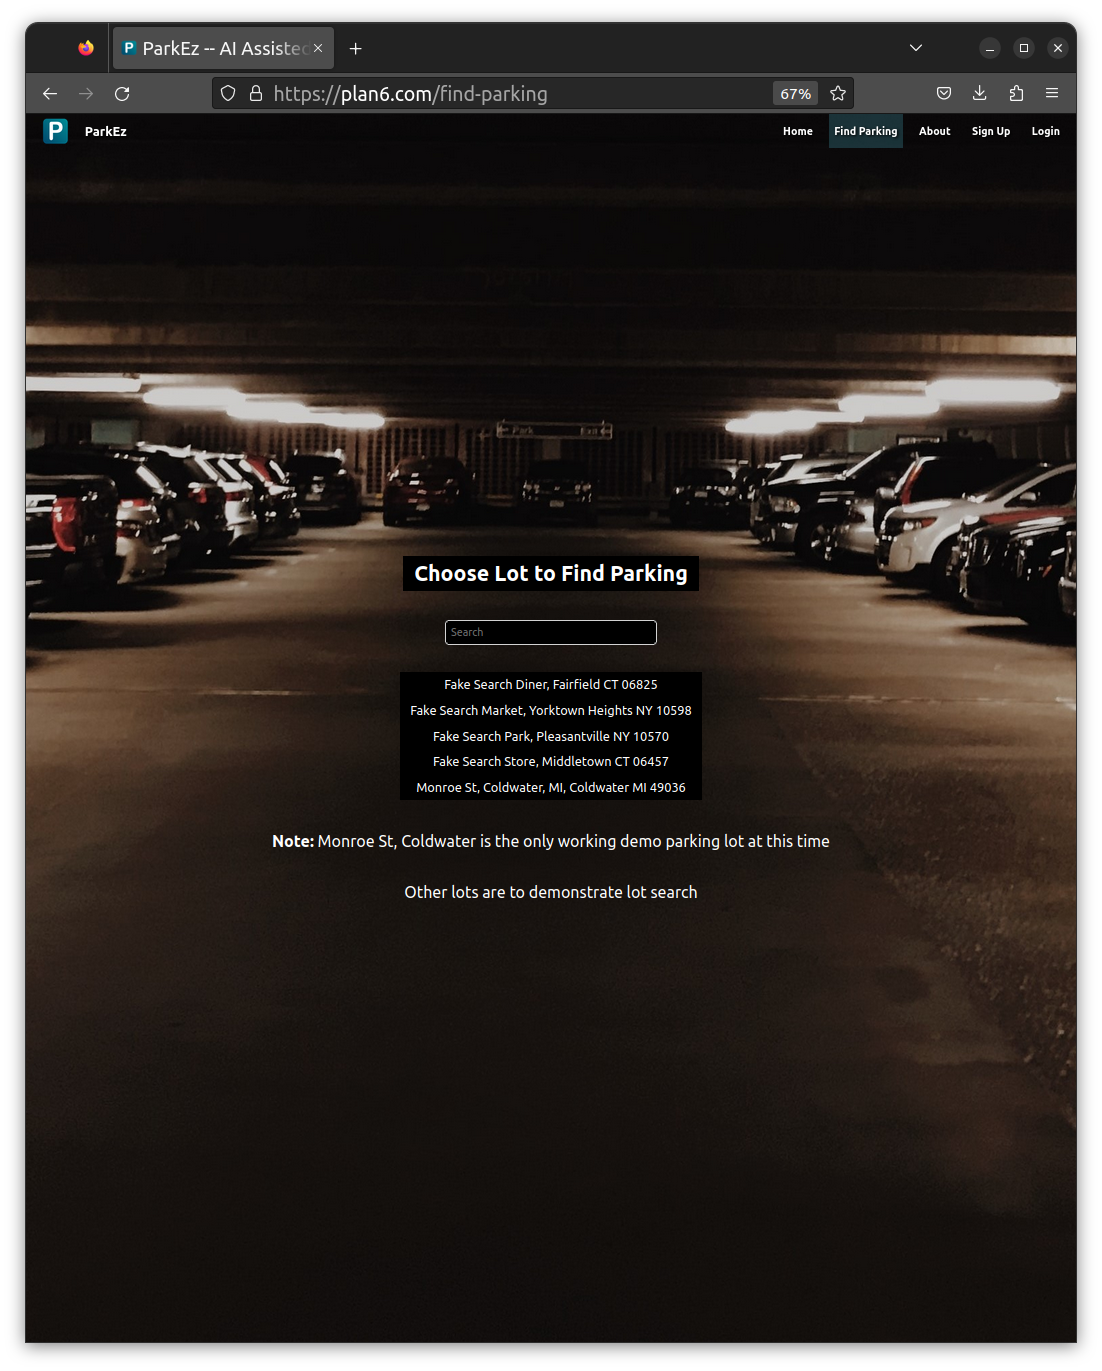 ParkEz -- AI Assisted
https://plan6.com/find-parking
67%
P ParkEz
Home Find Parking About Sign Up Login
Park Exit
Choose Lot to Find Parking
Search
Fake Search Diner, Fairfield CT 06825
Fake Search Market, Yorktown Heights NY 10598
Fake Search Park, Pleasantville NY 10570
Fake Search Store, Middletown CT 06457
Monroe St, Coldwater, MI, Coldwater MI 49036
Note: Monroe St, Coldwater is the only working demo parking lot at this time
Other lots are to demonstrate lot search